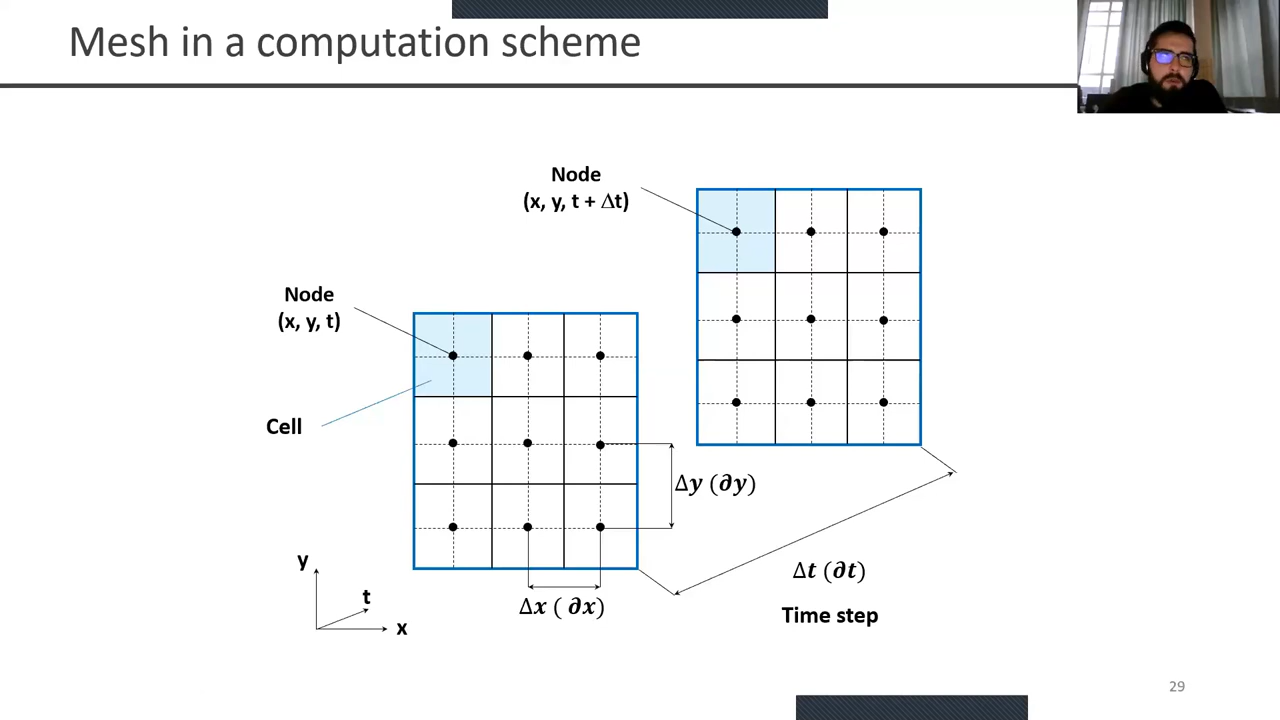 Mesh in a computation scheme
Node
(x, y, t + Δt)
Node
(x, y, t)
Cell
Δy (∂y)
Δt (∂t)
Time step
Δx ( ∂x)
y
t
x
29